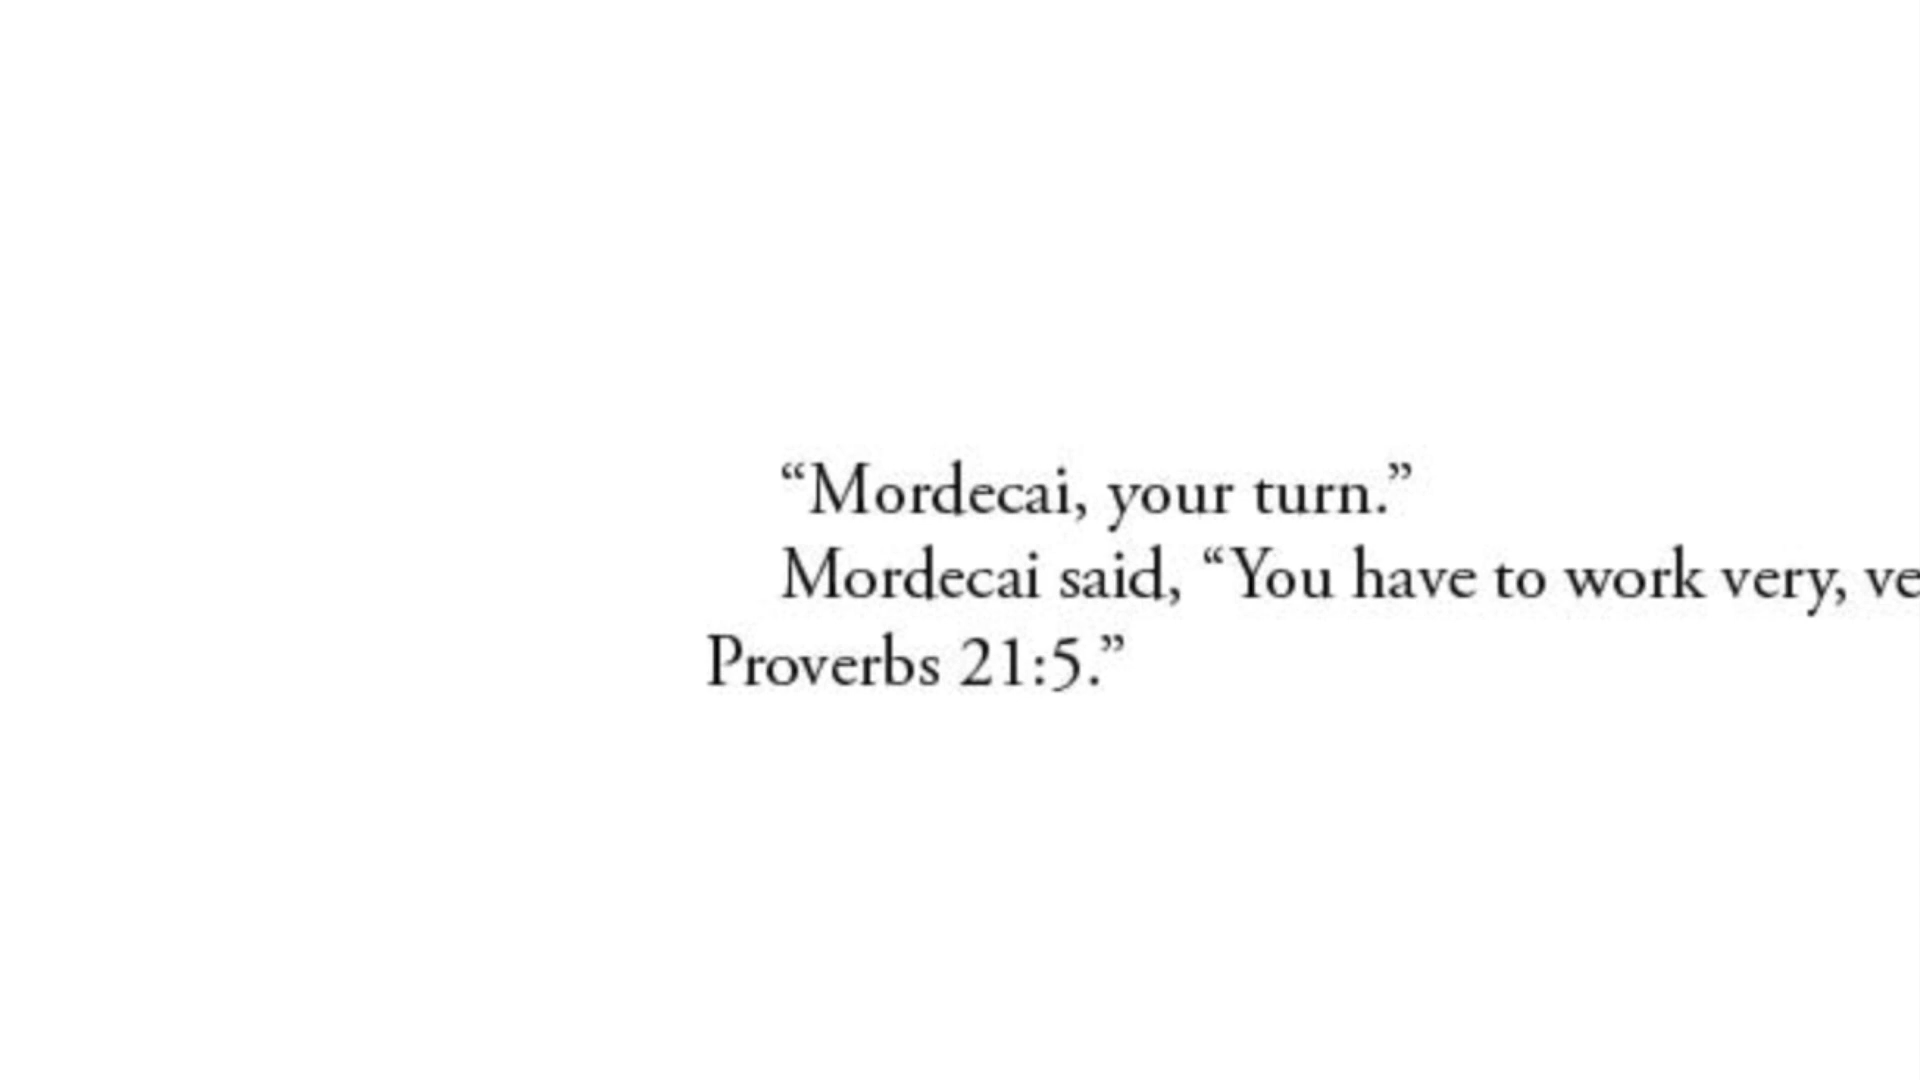 “Mordecai, your turn.”
Mordecai said, “You have to work very,
Proverbs 21:5.”